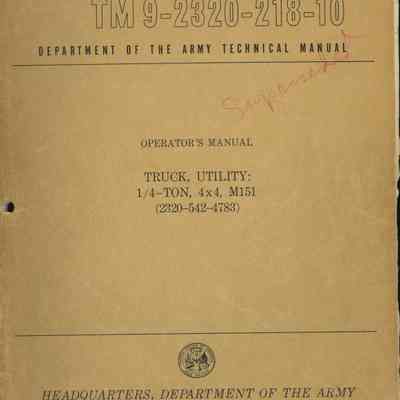 TM 9-2320-218-10
DEPARTMENT OF THE ARMY TECHNICAL MANUAL
Superseded
OPERATOR'S MANUAL
TRUCK, UTILITY:
1/4-TON, 4x4, M151
(2320-542-4783)
HEADQUARTERS, DEPARTMENT OF THE ARMY